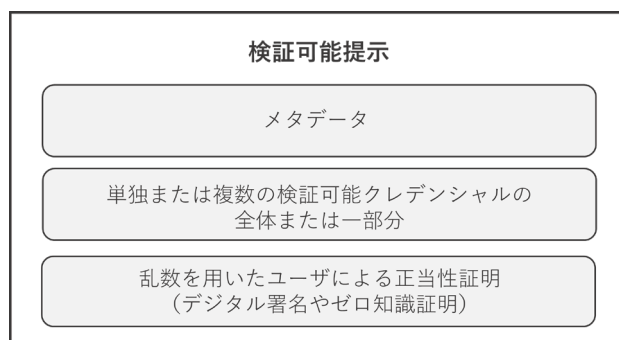 検証可能提示
メタデータ
単独または複数の検証可能クレデンシャルの
全体または一部分
乱数を用いたユーザによる正当性証明
(デジタル署名やゼロ知識証明)